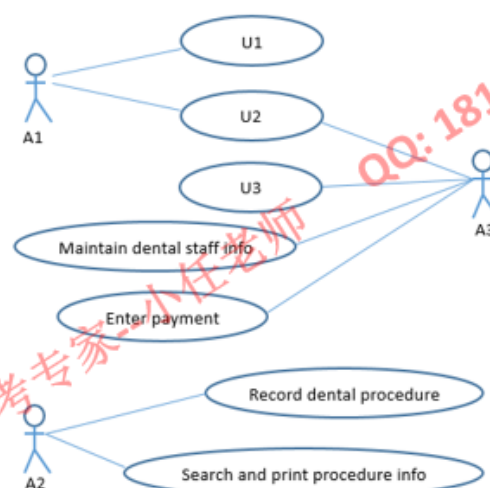 U1
A1
U2
QQ: 181
U3
A3
Maintain dental staff info
Enter payment
考专家--小任老师
Record dental procedure
A2
Search and print procedure info